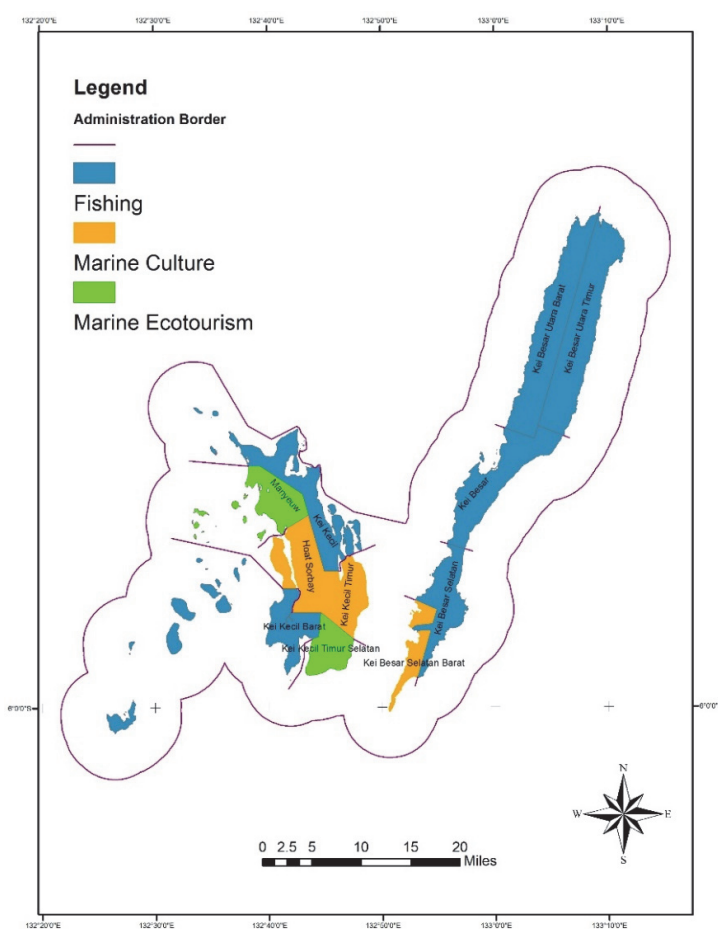 132°20'0"E 132°30'0"E 132°40'0"E 132°50'0"E 133°0'0"E 133°10'0"E
Legend
Administration Border
Fishing
Marine Culture
Marine Ecotourism
Kei Besar Utara Barat
Kei Besar Utara Timur
Manyeuw
Kei Kecil
Kei Besar
Hoat Sorbay
Kei Kecil Timur
Kei Besar Selatan
Kei Kecil Barat
Kei Kecil Timur Selatan
Kei Besar Selatan Barat
6°0'0"S 6°0'0"
N
W E
S
0 2.5 5 10 15 20
Miles
132°20'0"E 132°30'0"E 132°40'0"E 132°50'0"E 133°0'0"E 133°10'0"E